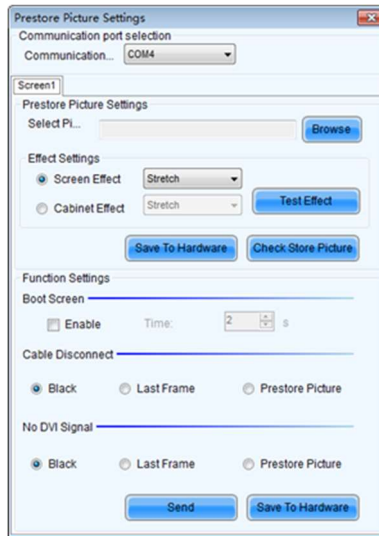 Prestore Picture Settings
Communication port selection
Communication... COM4
Screen1
Prestore Picture Settings
Select Pi... Browse
Effect Settings
Screen Effect Stretch
Cabinet Effect Stretch Test Effect
Save To Hardware Check Store Picture
Function Settings
Boot Screen
Enable Time: 2 s
Cable Disconnect
Black Last Frame Prestore Picture
No DVI Signal
Black Last Frame Prestore Picture
Send Save To Hardware